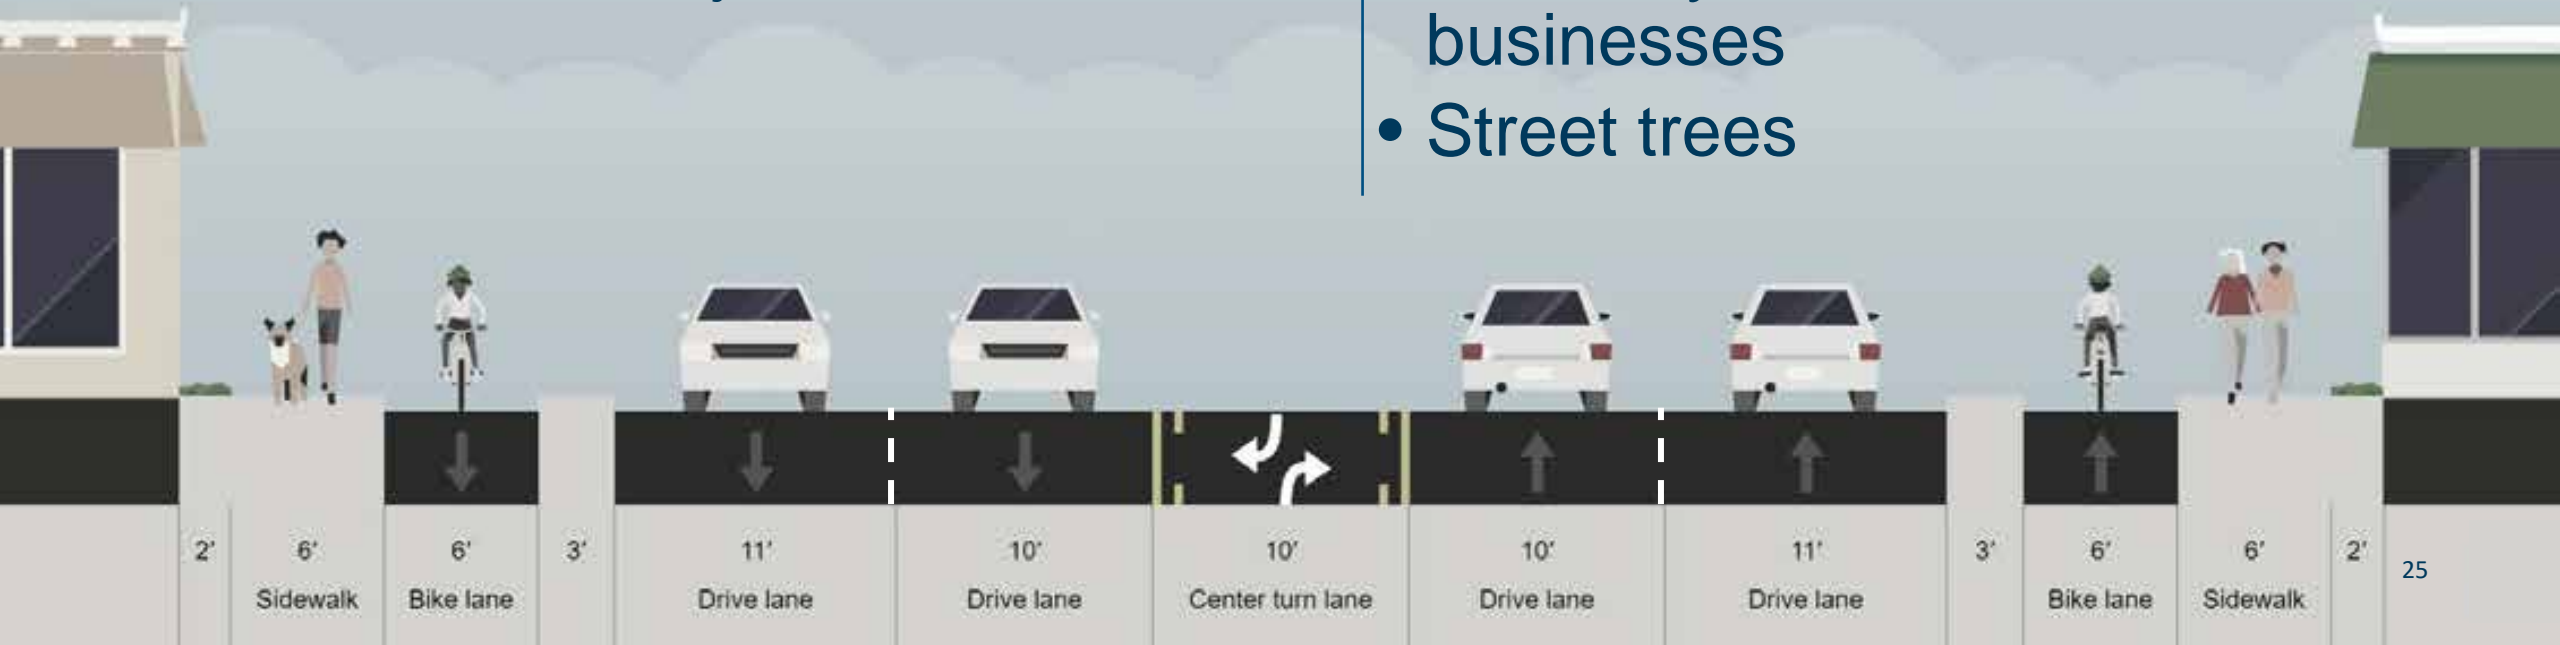 businesses
• Street trees
2' 6' 6' 3' 11' 10' 10' 10' 11' 3' 6' 6' 2'
Sidewalk Bike lane Drive lane Drive lane Center turn lane Drive lane Drive lane Bike lane Sidewalk
25